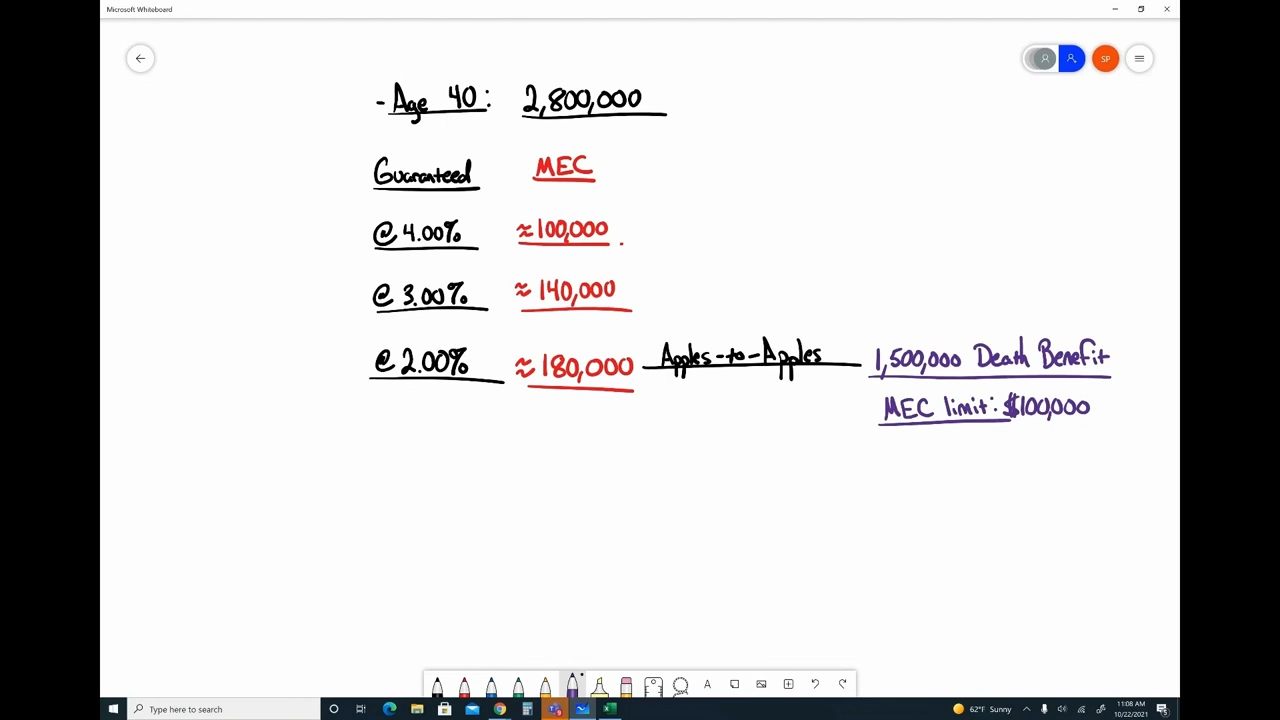 Microsoft Whiteboard
SP
- Age 40: 2,800,000
Guaranteed MEC
@ 4.00% ≈100,000
@ 3.00% ≈ 140,000
@ 2.00% ≈ 180,000 Apples-to-Apples 1,500,000 Death Benefit
MEC limit: $100,000
A
Type here to search
62°F Sunny
11:08 AM
10/22/2021
5